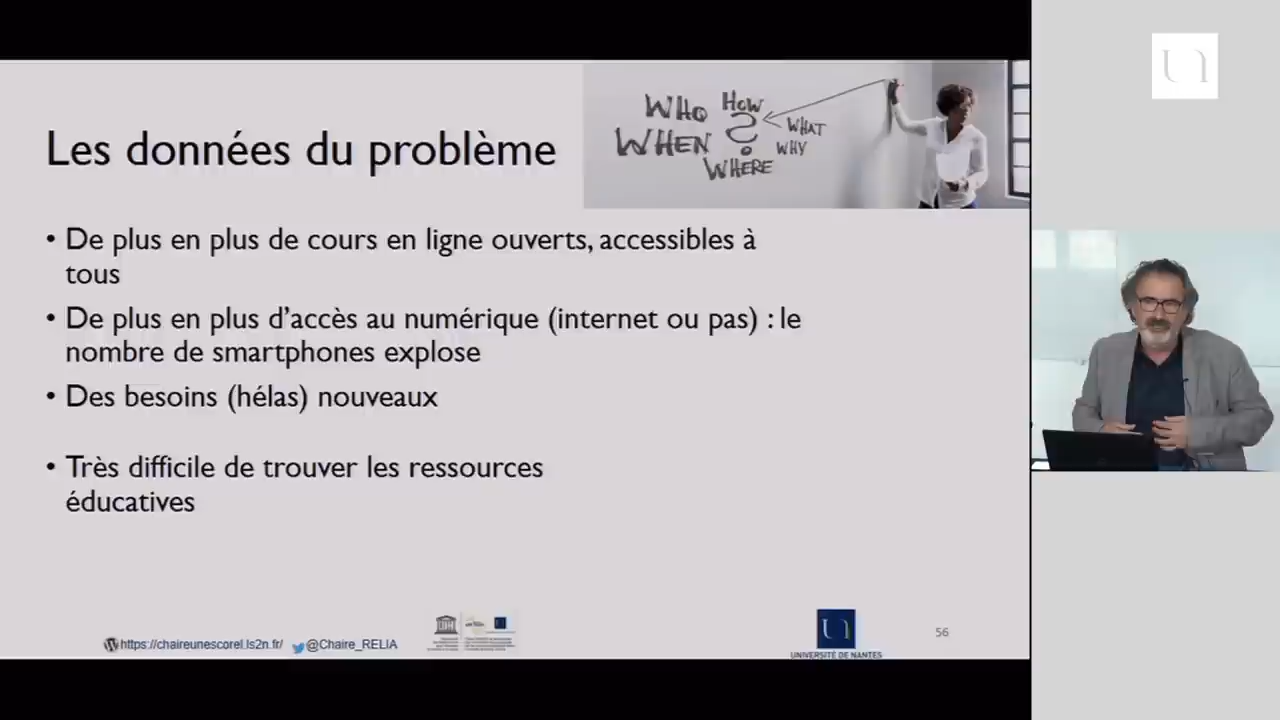 WHO HOW
WHAT
WHEN ?
WHY
WHERE
Les données du problème
• De plus en plus de cours en ligne ouverts, accessibles à
tous
• De plus en plus d’accès au numérique (internet ou pas) : le
nombre de smartphones explose
• Des besoins (hélas) nouveaux
• Très difficile de trouver les ressources
éducatives
https://chaireunescorel.ls2n.fr/ @Chaire_RELIA
UNIVERSITÉ DE NANTES
56